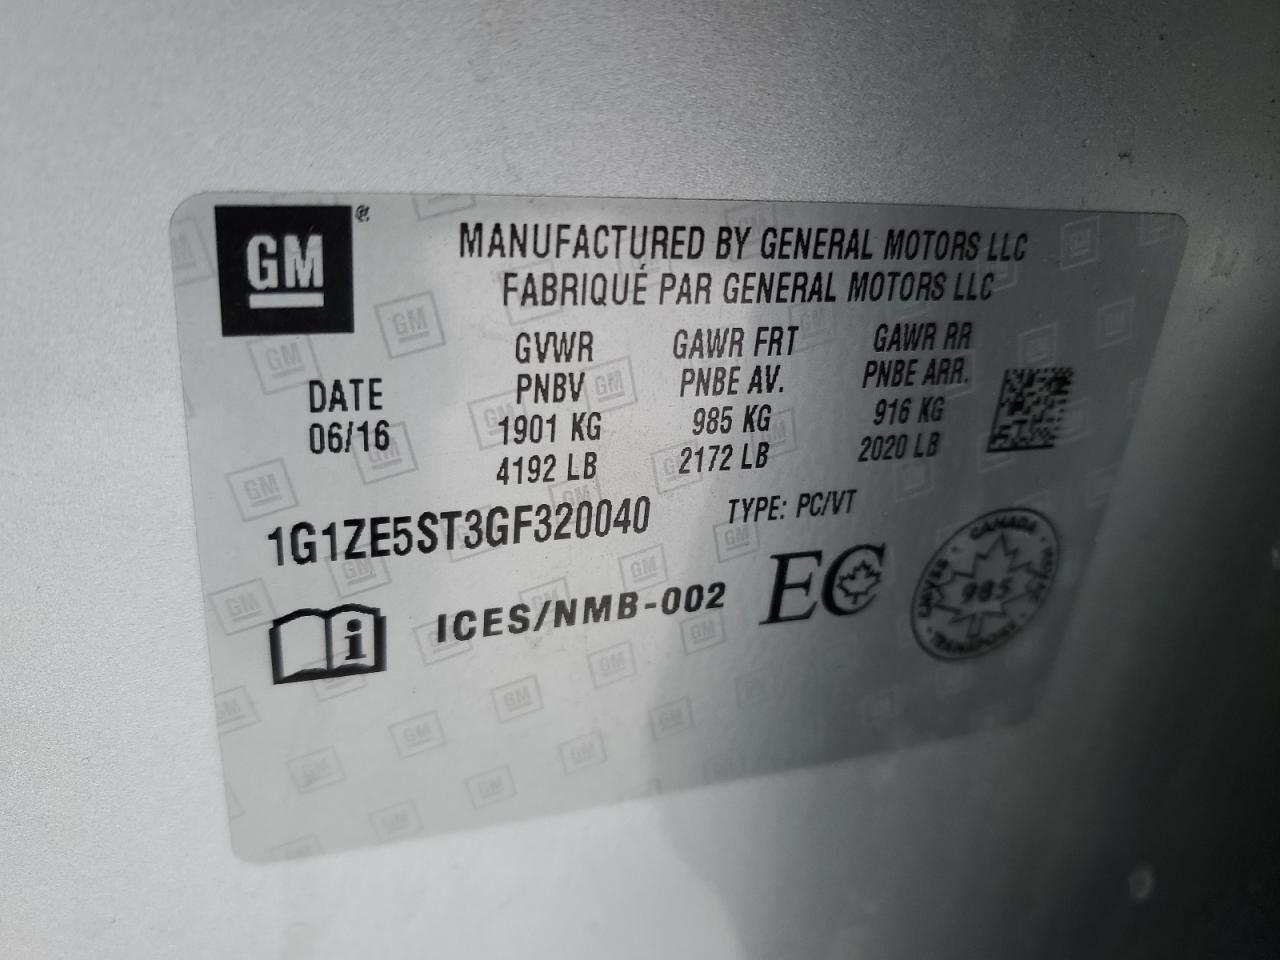 GM
MANUFACTURED BY GENERAL MOTORS LLC
FABRIQUÉ PAR GENERAL MOTORS LLC
DATE
06/16
GVWR
PNBV
1901 KG
4192 LB
GAWR FRT
PNBE AV.
985 KG
2172 LB
GAWR RR
PNBE ARR.
916 KG
2020 LB
1G1ZE5ST3GF320040
TYPE: PC/VT
i ICES/NMB-002
EC
CANADA
985